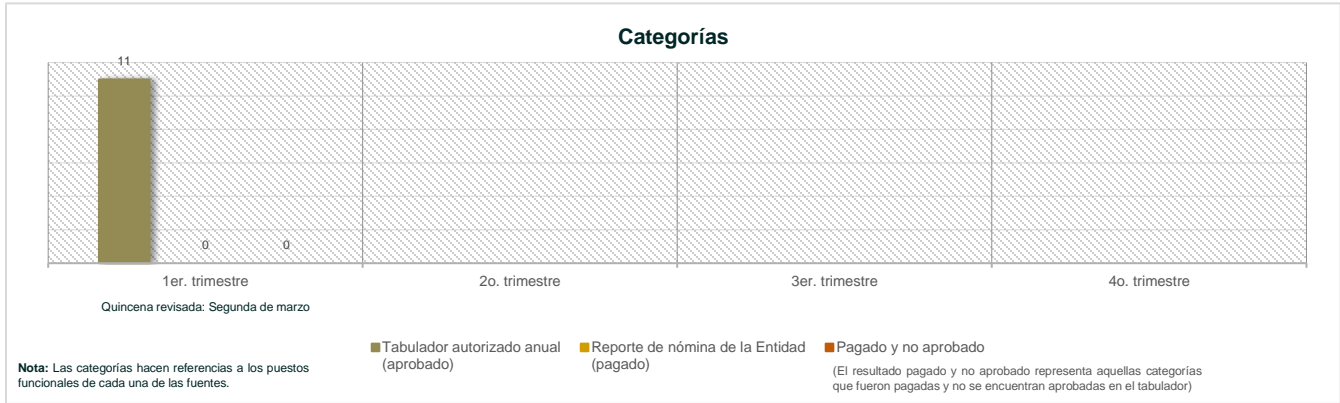 Categorías
11
0
0
1er. trimestre
2o. trimestre
3er. trimestre
4o. trimestre
Quincena revisada: Segunda de marzo
Tabulador autorizado anual
(aprobado)
Reporte de nómina de la Entidad
(pagado)
Pagado y no aprobado
(El resultado pagado y no aprobado representa aquellas categorías
que fueron pagadas y no se encuentran aprobadas en el tabulador)
Nota: Las categorías hacen referencias a los puestos
funcionales de cada una de las fuentes.